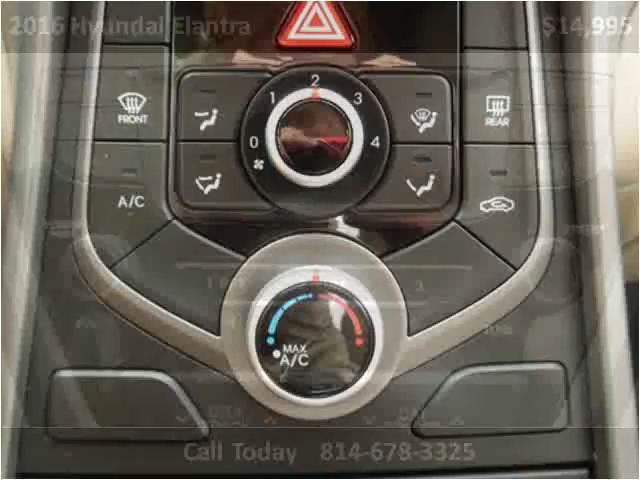 2016 Hyundai Elantra $14,995
2
1 3
FRONT REAR
0 4
A/C
MAX
A/C
Call Today 814-678-3325